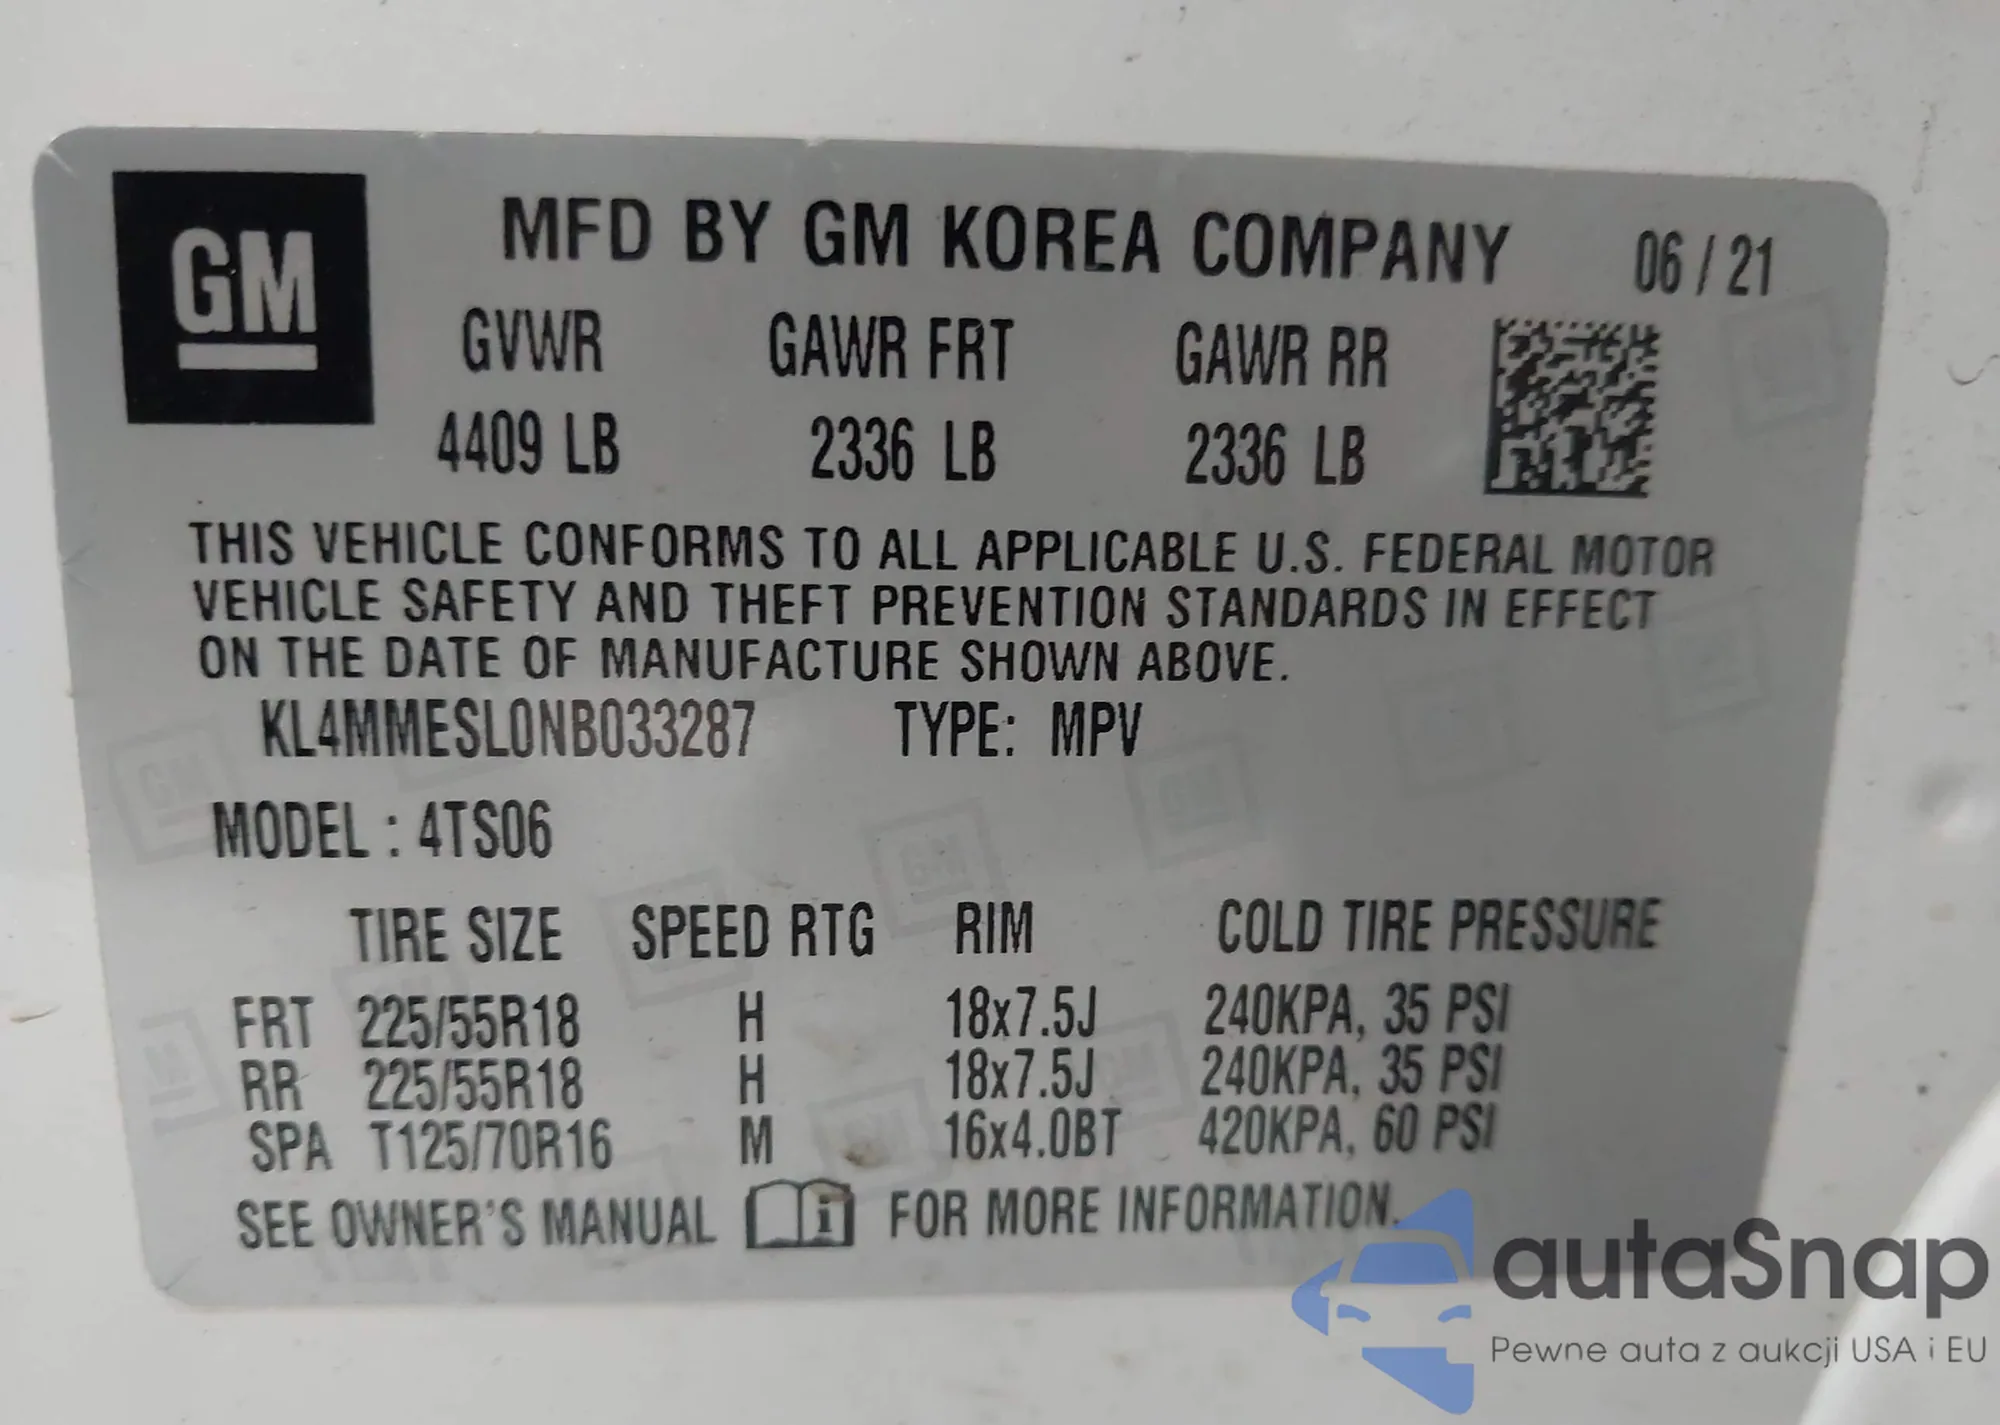 GM
MFD BY GM KOREA COMPANY 06 / 21
GVWR GAWR FRT GAWR RR
4409 LB 2336 LB 2336 LB
THIS VEHICLE CONFORMS TO ALL APPLICABLE U.S. FEDERAL MOTOR
VEHICLE SAFETY AND THEFT PREVENTION STANDARDS IN EFFECT
ON THE DATE OF MANUFACTURE SHOWN ABOVE.
KL4MMESL0NB033287 TYPE: MPV
MODEL : 4TS06
TIRE SIZE SPEED RTG RIM COLD TIRE PRESSURE
FRT 225/55R18 H 18x7.5J 240KPA, 35 PSI
RR 225/55R18 H 18x7.5J 240KPA, 35 PSI
SPA T125/70R16 M 16x4.0BT 420KPA, 60 PSI
SEE OWNER'S MANUAL i FOR MORE INFORMATION.
autaSnap
Pewne auta z aukcji USA i EU